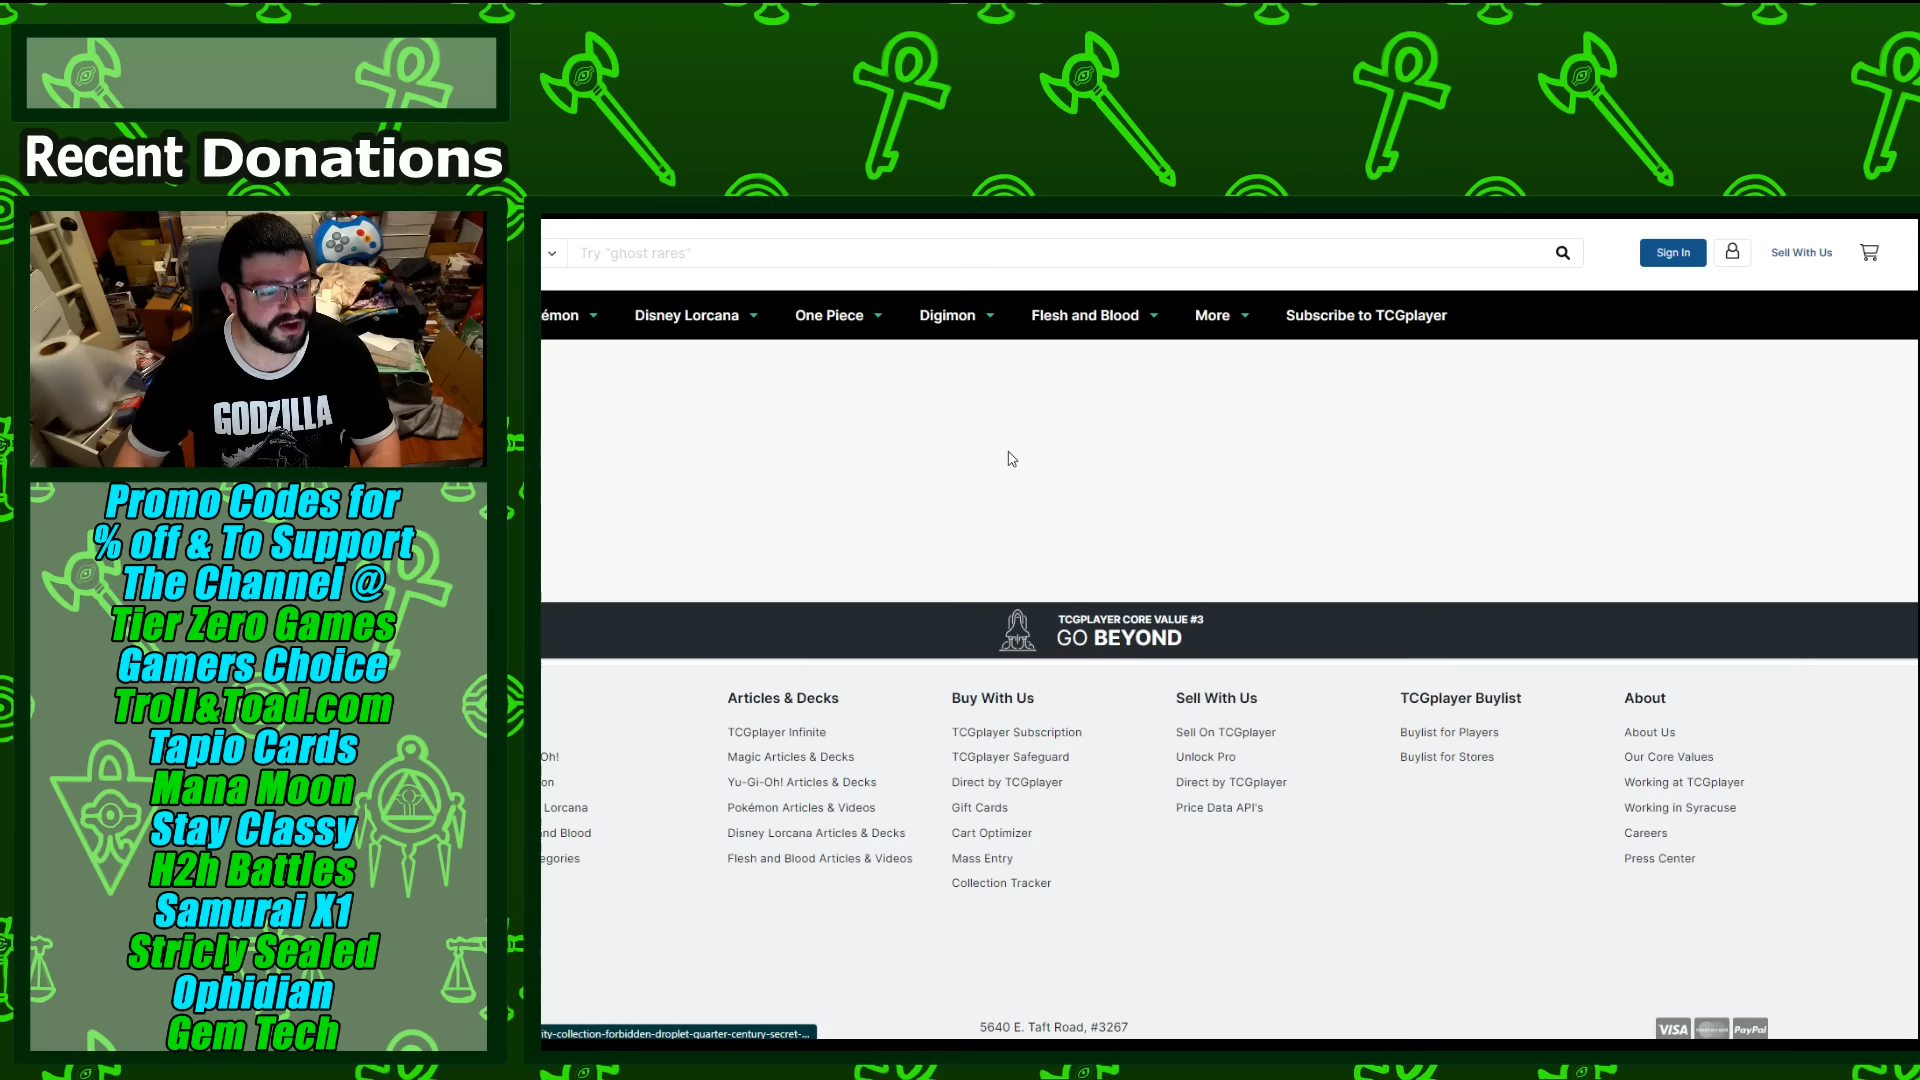 Recent Donations
GODZILLA
Promo Codes for
% off & To Support
The Channel @
Tier Zero Games
Gamers Choice
Troll&Toad.com
Tapio Cards
Mana Moon
Stay Classy
H2h Battles
Samurai X1
Stricly Sealed
Ophidian
Gem Tech
Try "ghost rares"
Sign In
Sell With Us
émon
Disney Lorcana
One Piece
Digimon
Flesh and Blood
More
Subscribe to TCGplayer
TCGPLAYER CORE VALUE #3
GO BEYOND
Oh!
on
Lorcana
nd Blood
egories
Articles & Decks
TCGplayer Infinite
Magic Articles & Decks
Yu-Gi-Oh! Articles & Decks
Pokémon Articles & Videos
Disney Lorcana Articles & Decks
Flesh and Blood Articles & Videos
Buy With Us
TCGplayer Subscription
TCGplayer Safeguard
Direct by TCGplayer
Gift Cards
Cart Optimizer
Mass Entry
Collection Tracker
Sell With Us
Sell On TCGplayer
Unlock Pro
Direct by TCGplayer
Price Data API's
TCGplayer Buylist
Buylist for Players
Buylist for Stores
About
About Us
Our Core Values
Working at TCGplayer
Working in Syracuse
Careers
Press Center
5640 E. Taft Road, #3267
VISA
PayPal
ity-collection-forbidden-droplet-quarter-century-secret-...